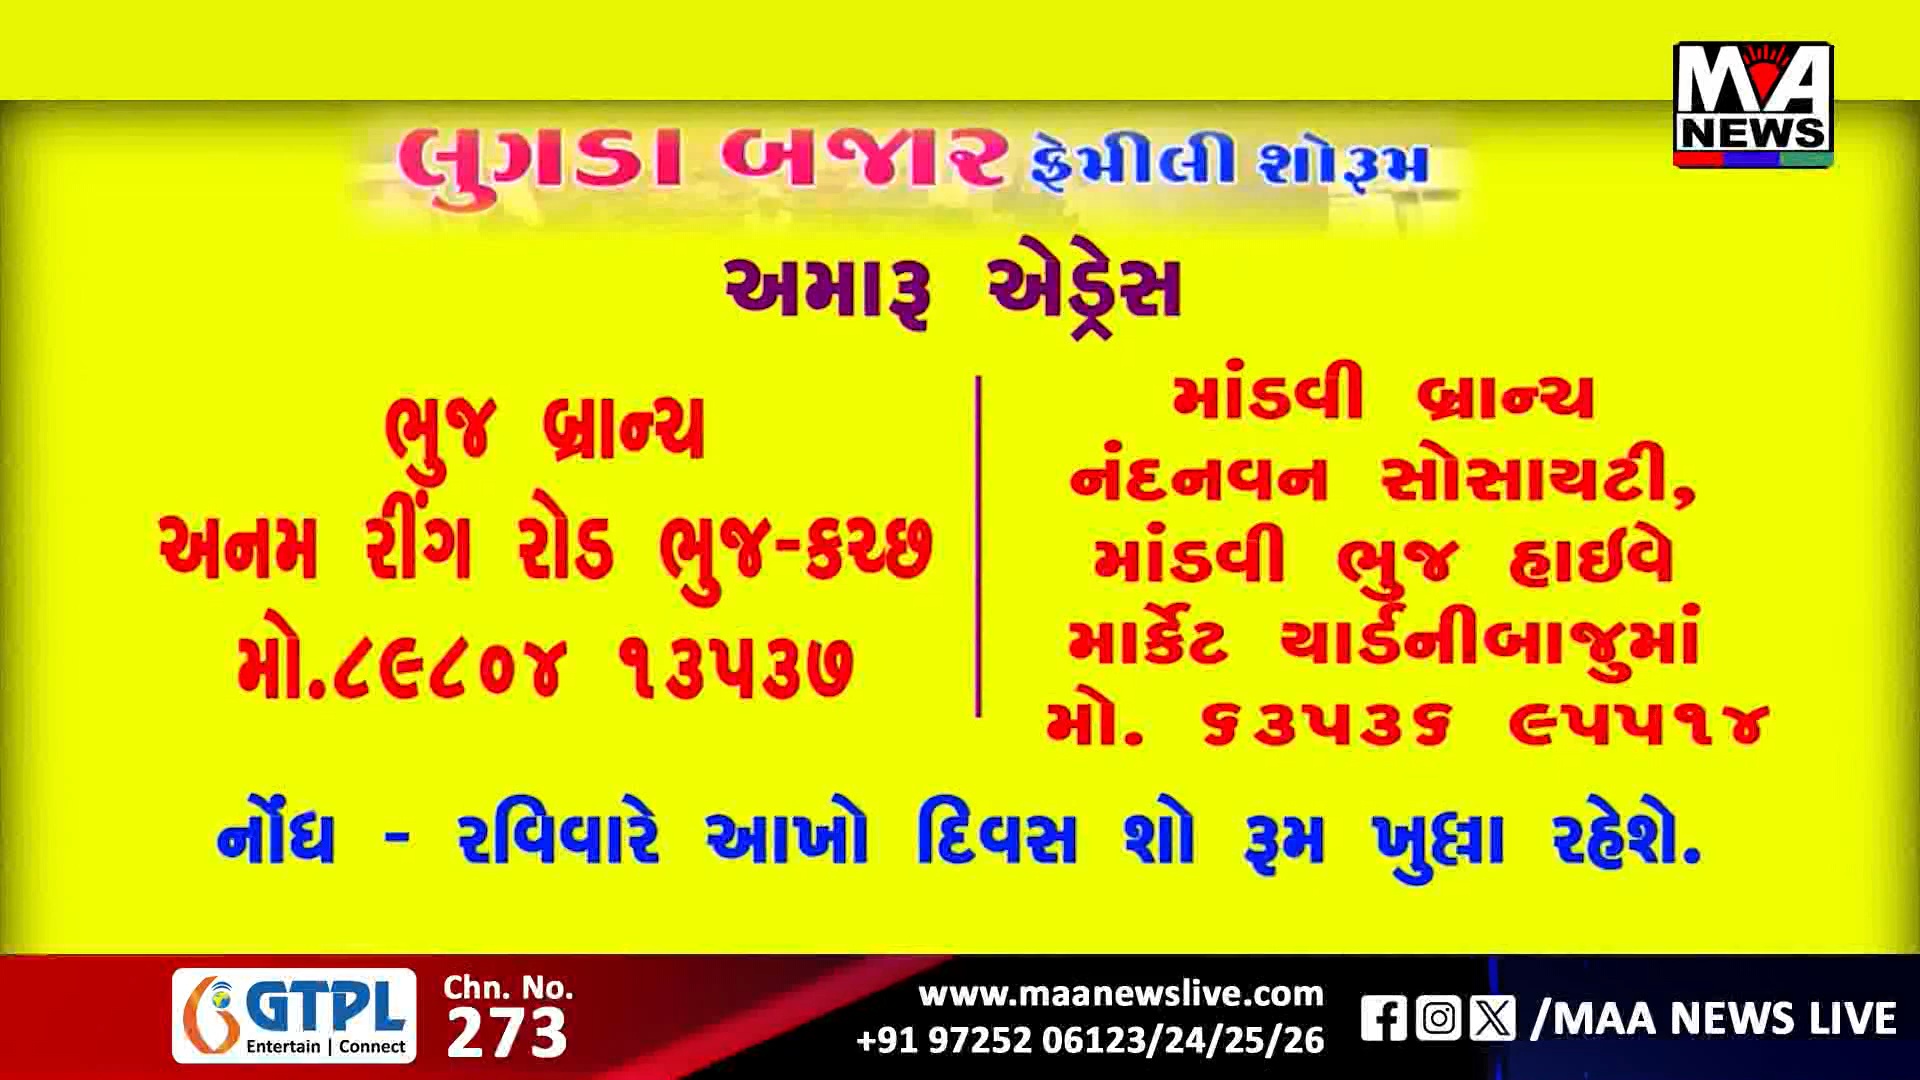 MAA NEWS
લુગડા બજાર ફેમીલી શોરૂમ
અમારૂ એડ્રેસ
ભુજ બ્રાન્ચ
અનમ રીંગ રોડ ભુજ-કચ્છ
મો.૮૯૮૦૪ ૧૩૫૩૭
માંડવી બ્રાન્ચ
નંદનવન સોસાયટી,
માંડવી ભુજ હાઇવે
માર્કેટ યાર્ડનીબાજુમાં
મો. ૬૩૫૩૬ ૯૫૫૧૪
નોંધ - રવિવારે આખો દિવસ શો રૂમ ખુલ્લા રહેશે.
GTPL
Entertain | Connect
Chn. No.
273
www.maanewslive.com
+91 97252 06123/24/25/26
/MAA NEWS LIVE